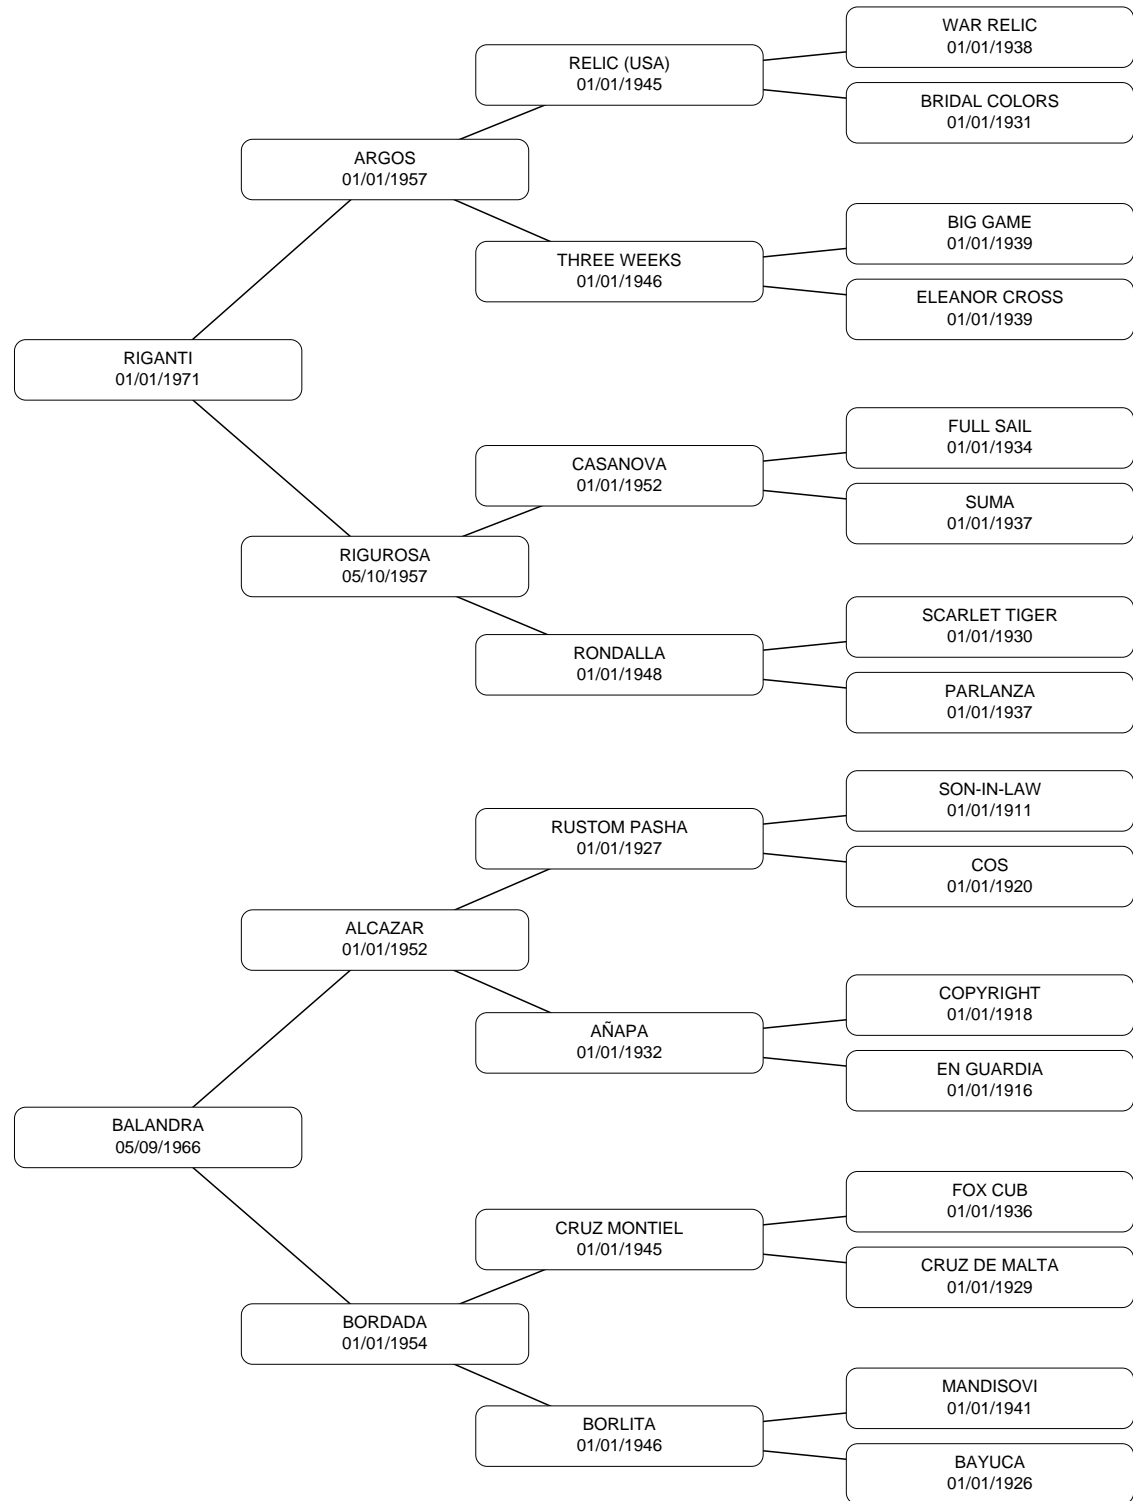 WAR RELIC
01/01/1938
RELIC (USA)
01/01/1945
BRIDAL COLORS
01/01/1931
ARGOS
01/01/1957
BIG GAME
01/01/1939
THREE WEEKS
01/01/1946
ELEANOR CROSS
01/01/1939
RIGANTI
01/01/1971
FULL SAIL
01/01/1934
CASANOVA
01/01/1952
SUMA
01/01/1937
RIGUROSA
05/10/1957
SCARLET TIGER
01/01/1930
RONDALLA
01/01/1948
PARLANZA
01/01/1937
SON-IN-LAW
01/01/1911
RUSTOM PASHA
01/01/1927
COS
01/01/1920
ALCAZAR
01/01/1952
COPYRIGHT
01/01/1918
AÑAPA
01/01/1932
EN GUARDIA
01/01/1916
BALANDRA
05/09/1966
FOX CUB
01/01/1936
CRUZ MONTIEL
01/01/1945
CRUZ DE MALTA
01/01/1929
BORDADA
01/01/1954
MANDISOVI
01/01/1941
BORLITA
01/01/1946
BAYUCA
01/01/1926